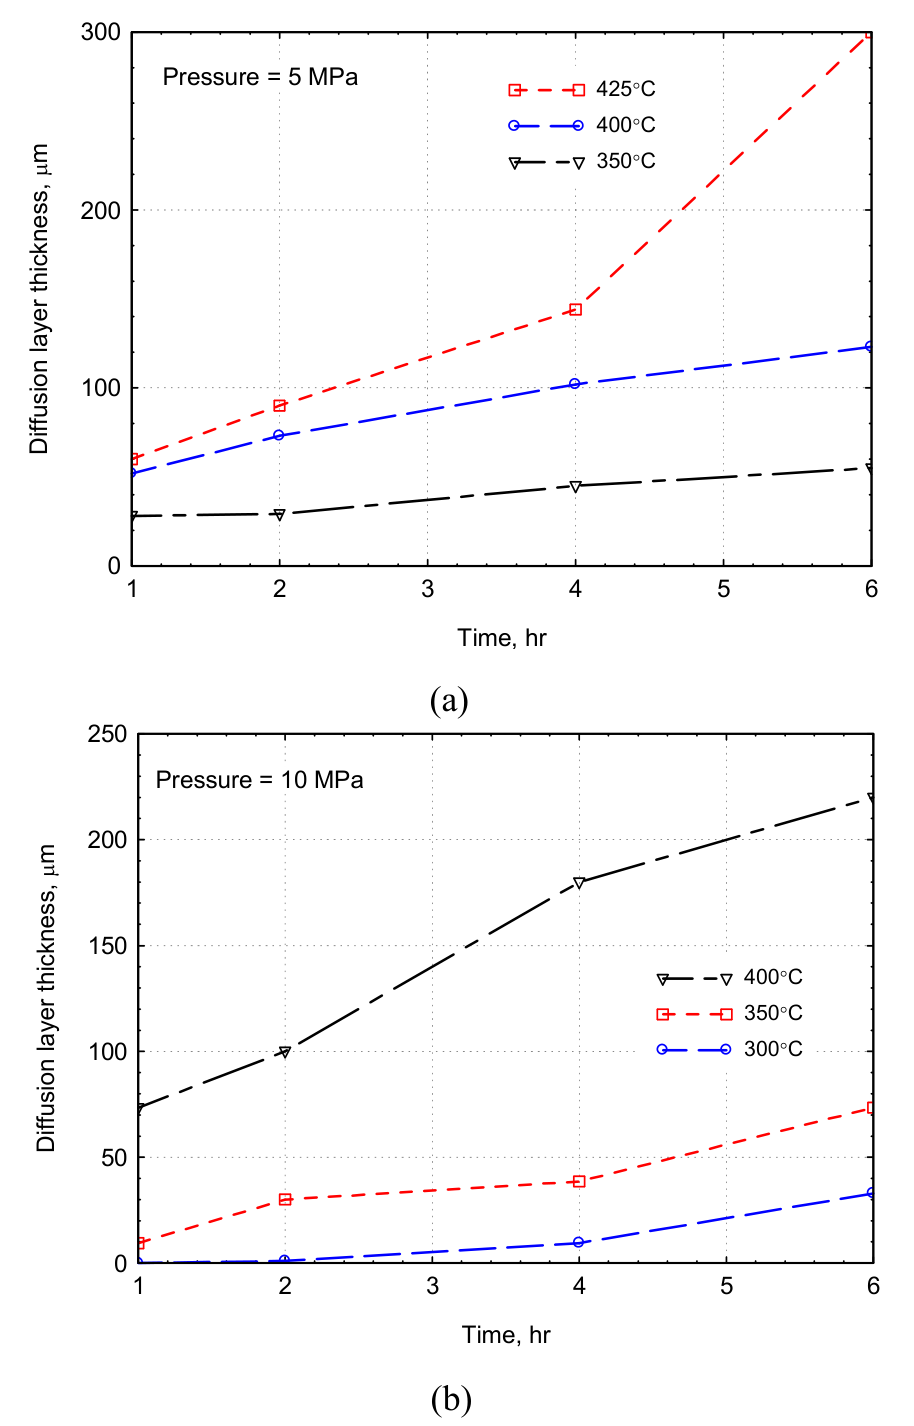 300
Pressure = 5 MPa
425°C
400°C
350°C
200
100
0
Diffusion layer thickness, μm
1 2 3 4 5 6
Time, hr
(a)
250
Pressure = 10 MPa
200
150
400°C
350°C
300°C
100
50
0
Diffusion layer thickness, μm
1 2 3 4 5 6
Time, hr
(b)